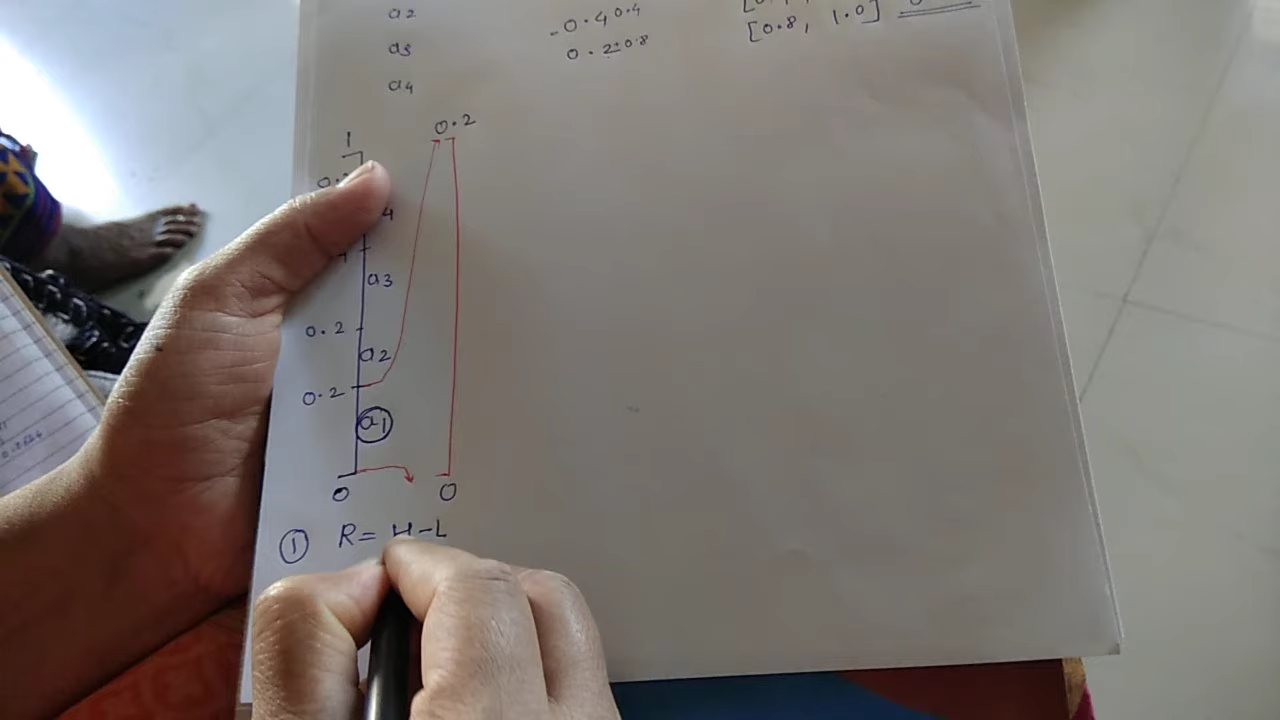 a2 -0.4 0.4
[0.8, 1.0]
a3 0.2 0.8
a4
0.2
1
a3
0.2
a2
0.2
a1
0 0
① R = H-L